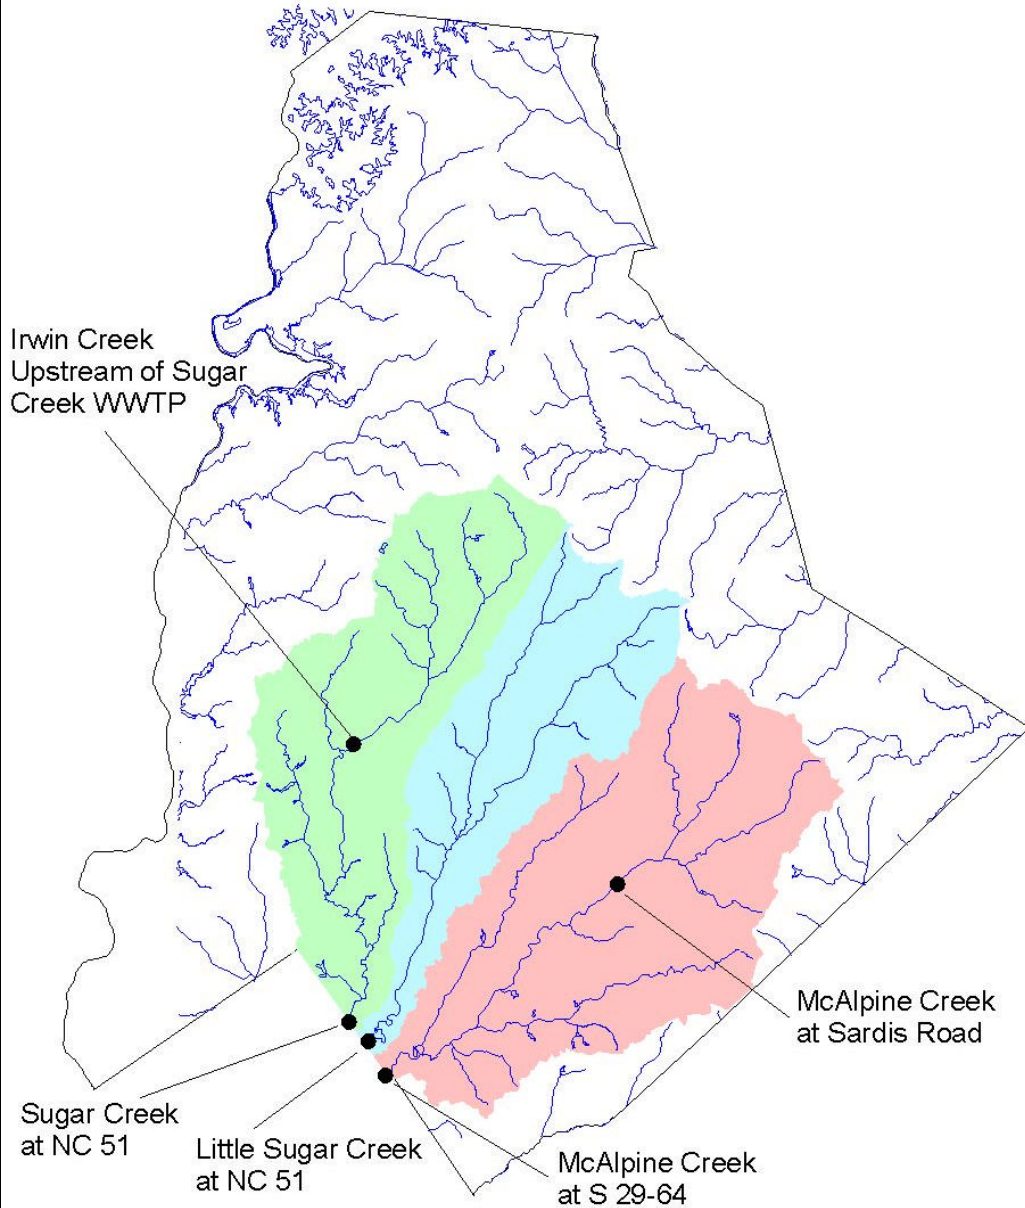 Irwin Creek
Upstream of Sugar
Creek WWTP
McAlpine Creek
at Sardis Road
Sugar Creek
at NC 51
Little Sugar Creek
at NC 51
McAlpine Creek
at S 29-64